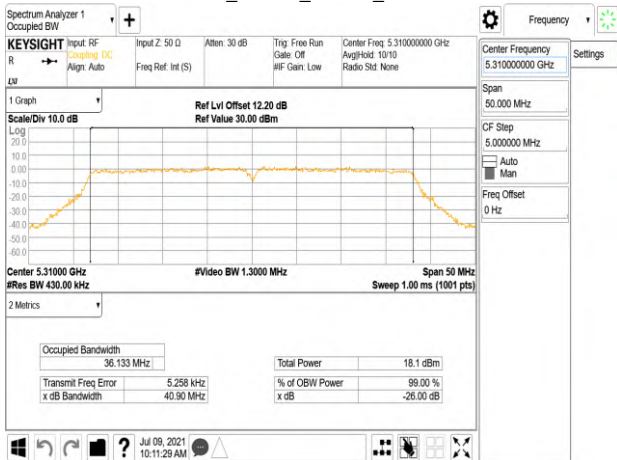 Spectrum Analyzer 1
Occupied BW
Frequency
KEYSIGHT
R
Input: RF
Coupling: DC
Align: Auto
Input Z: 50 Ω
Freq Ref: Int (S)
Atten: 30 dB
Trig: Free Run
Gate: Off
#IF Gain: Low
Center Freq: 5.310000000 GHz
Avg|Hold: 10/10
Radio Std: None
LXI
Center Frequency
5.310000000 GHz
Settings
Span
50.000 MHz
CF Step
5.000000 MHz
Auto
Man
Freq Offset
0 Hz
1 Graph
Scale/Div 10.0 dB
Ref Lvl Offset 12.20 dB
Ref Value 30.00 dBm
Log
20.0
10.0
0.00
-10.0
-20.0
-30.0
-40.0
-50.0
-60.0
Center 5.31000 GHz
#Video BW 1.3000 MHz
Span 50 MHz
#Res BW 430.00 kHz
Sweep 1.00 ms (1001 pts)
2 Metrics
Occupied Bandwidth
36.133 MHz
Total Power 18.1 dBm
Transmit Freq Error 5.258 kHz
% of OBW Power 99.00 %
x dB Bandwidth 40.90 MHz
x dB -26.00 dB
?
Jul 09, 2021
10:11:29 AM